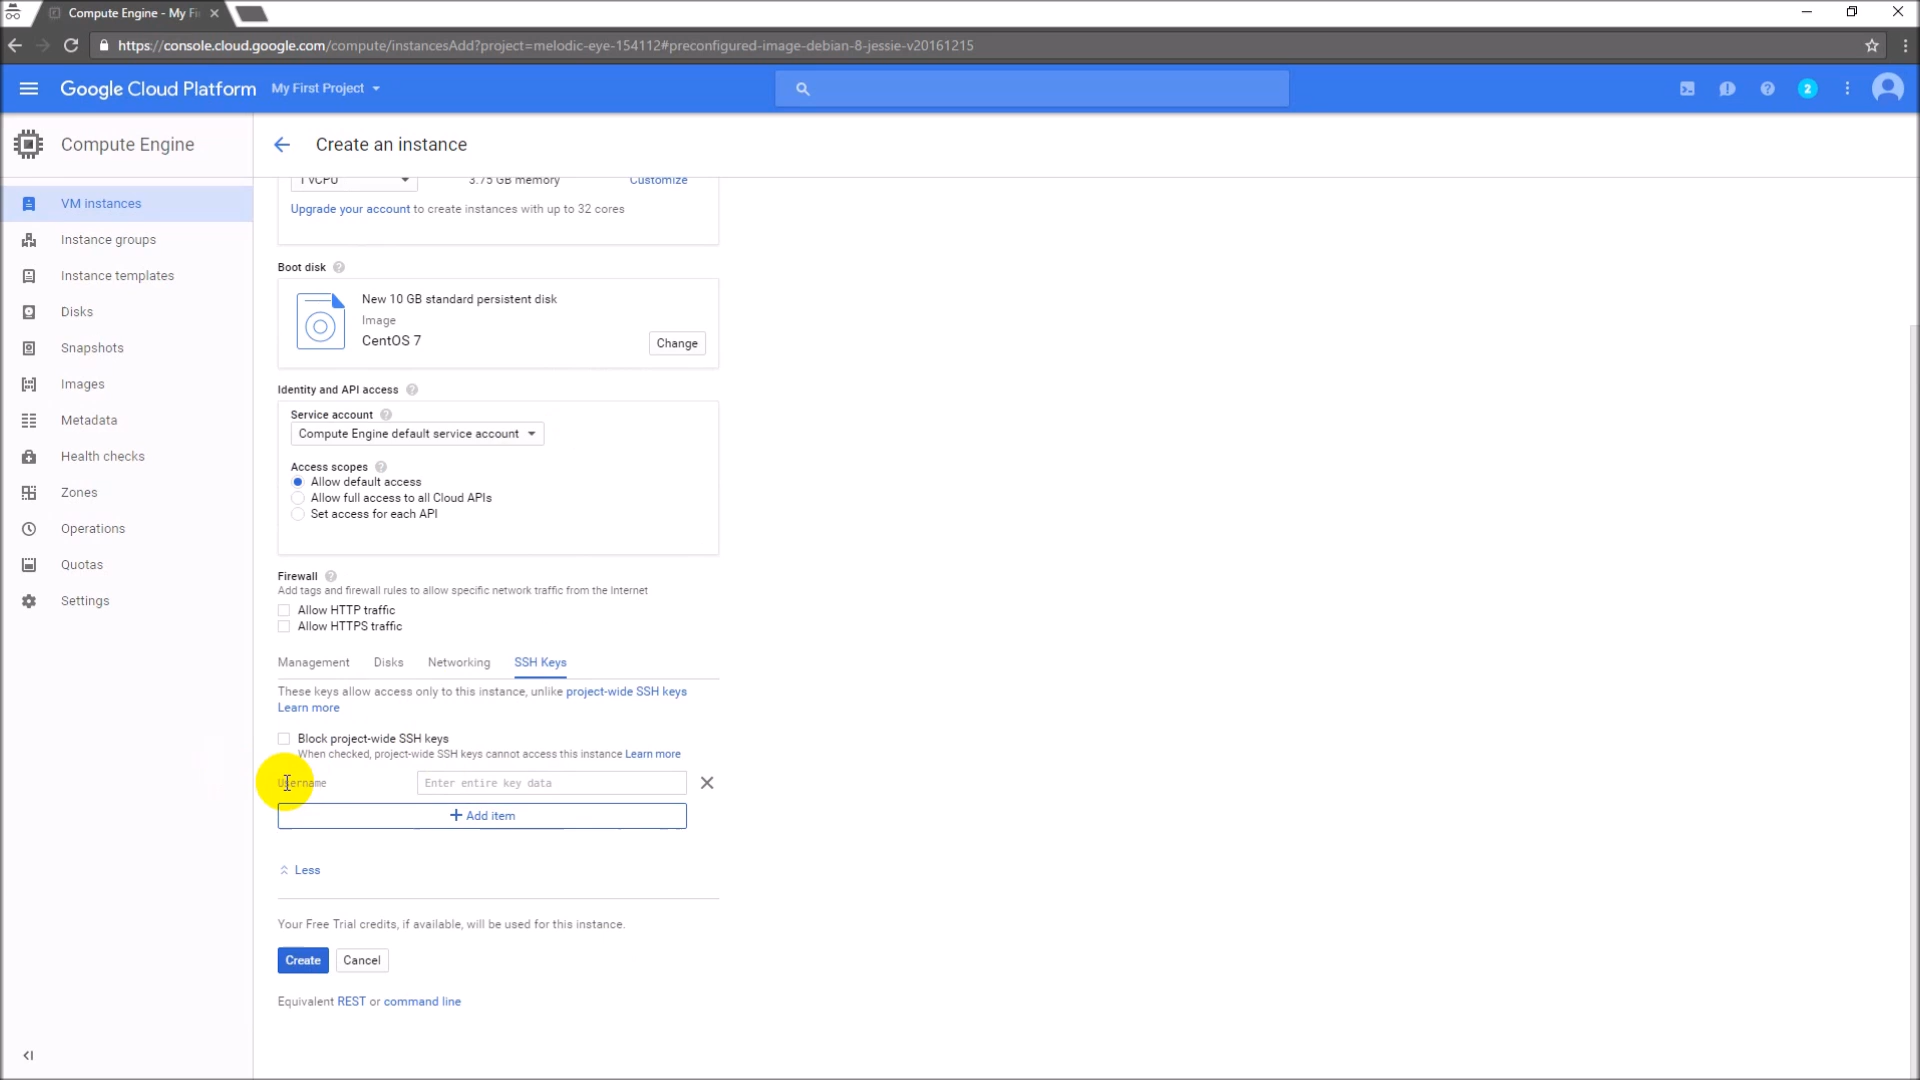 Compute Engine - My Fi
https://console.cloud.google.com/compute/instancesAdd?project=melodic-eye-154112#preconfigured-image-debian-8-jessie-v20161215
Google Cloud Platform
My First Project
2
Compute Engine
Create an instance
VM instances
Instance groups
Instance templates
Disks
Snapshots
Images
Metadata
Health checks
Zones
Operations
Quotas
Settings
1 vCPU
3.75 GB memory
Customize
Upgrade your account to create instances with up to 32 cores
Boot disk
New 10 GB standard persistent disk
Image
CentOS 7
Change
Identity and API access
Service account
Compute Engine default service account
Access scopes
Allow default access
Allow full access to all Cloud APIs
Set access for each API
Firewall
Add tags and firewall rules to allow specific network traffic from the Internet
Allow HTTP traffic
Allow HTTPS traffic
Management
Disks
Networking
SSH Keys
These keys allow access only to this instance, unlike project-wide SSH keys
Learn more
Block project-wide SSH keys
When checked, project-wide SSH keys cannot access this instance Learn more
Username
Enter entire key data
Add item
Less
Your Free Trial credits, if available, will be used for this instance.
Create
Cancel
Equivalent REST or command line